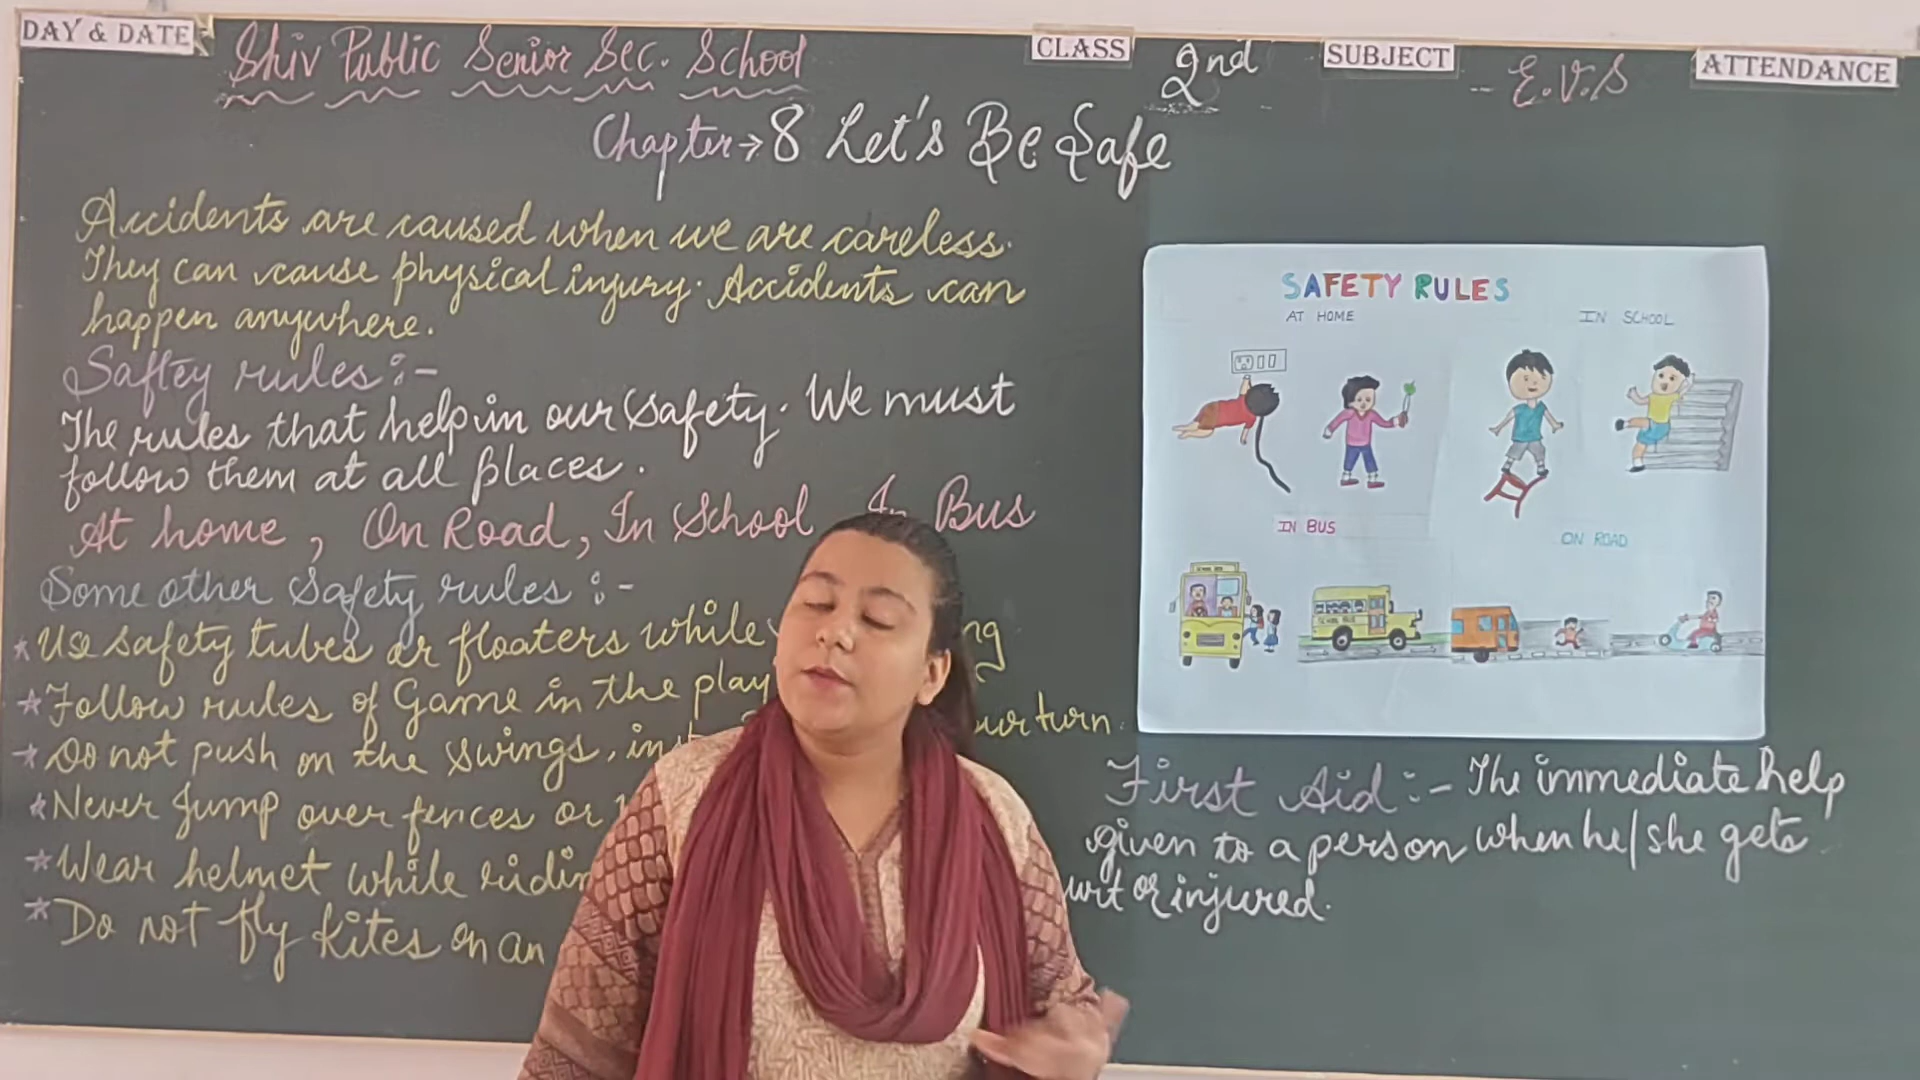 DAY & DATE
Shiv Public Senior Sec. School
CLASS
2nd
SUBJECT
E.V.S
ATTENDANCE
Chapter→8 Let's Be Safe
Accidents are caused when we are careless.
They can cause physical injury. Accidents can
happen anywhere.
Saftey rules:-
The rules that help in our safety. We must
follow them at all places.
At home, On Road, In School In Bus
Some other Safety rules:-
* Use safety tubes or floaters while
* Follow rules of Game in the play
* Do not push on the swings, turn.
* Never Jump over fences or
* Wear helmet while
* Do not fly kites on an
SAFETY RULES
AT HOME
IN SCHOOL
IN BUS
ON ROAD
SCHOOL BUS
First Aid:- The immediate help
given to a person when he/she gets
or injured.